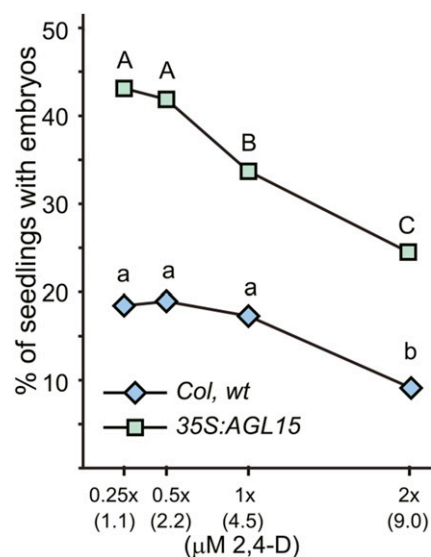 50
40
30
20
10
% of seedlings with embryos
A
A
B
C
a
a
a
b
Col, wt
35S:AGL15
0.25x 0.5x 1x 2x
(1.1) (2.2) (4.5) (9.0)
(µM 2,4-D)